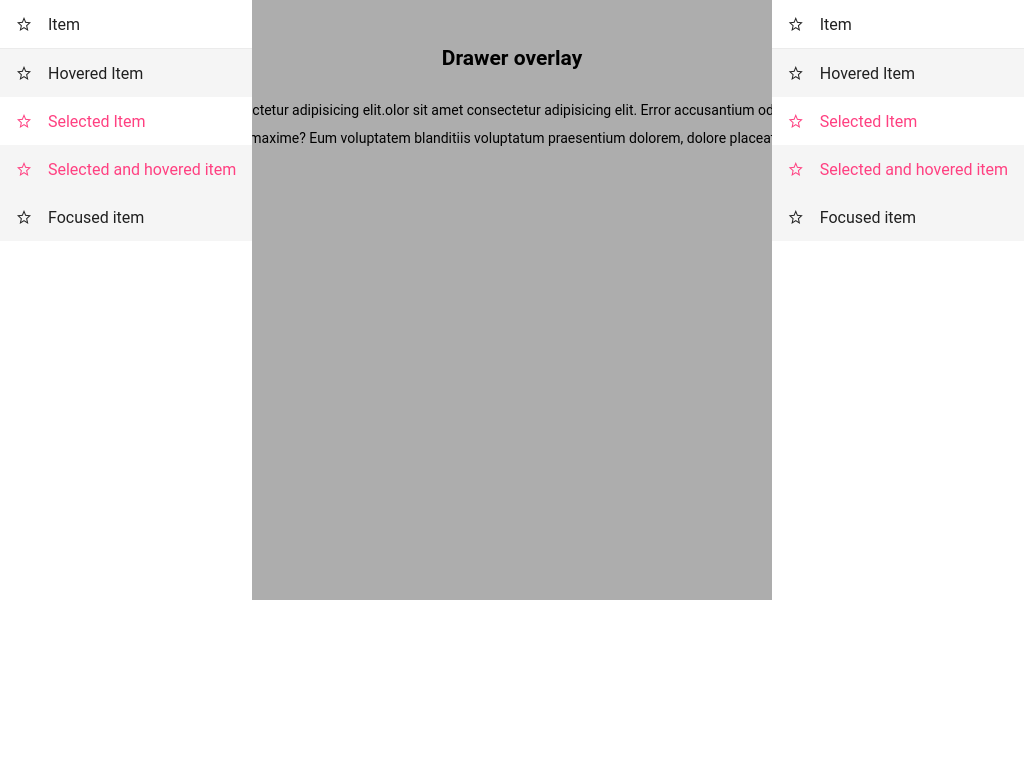 Item
Hovered Item
Selected Item
Selected and hovered item
Focused item
Drawer overlay
ctetur adipisicing elit.olor sit amet consectetur adipisicing elit. Error accusantium od
maxime? Eum voluptatem blanditiis voluptatum praesentium dolorem, dolore placeat
Item
Hovered Item
Selected Item
Selected and hovered item
Focused item